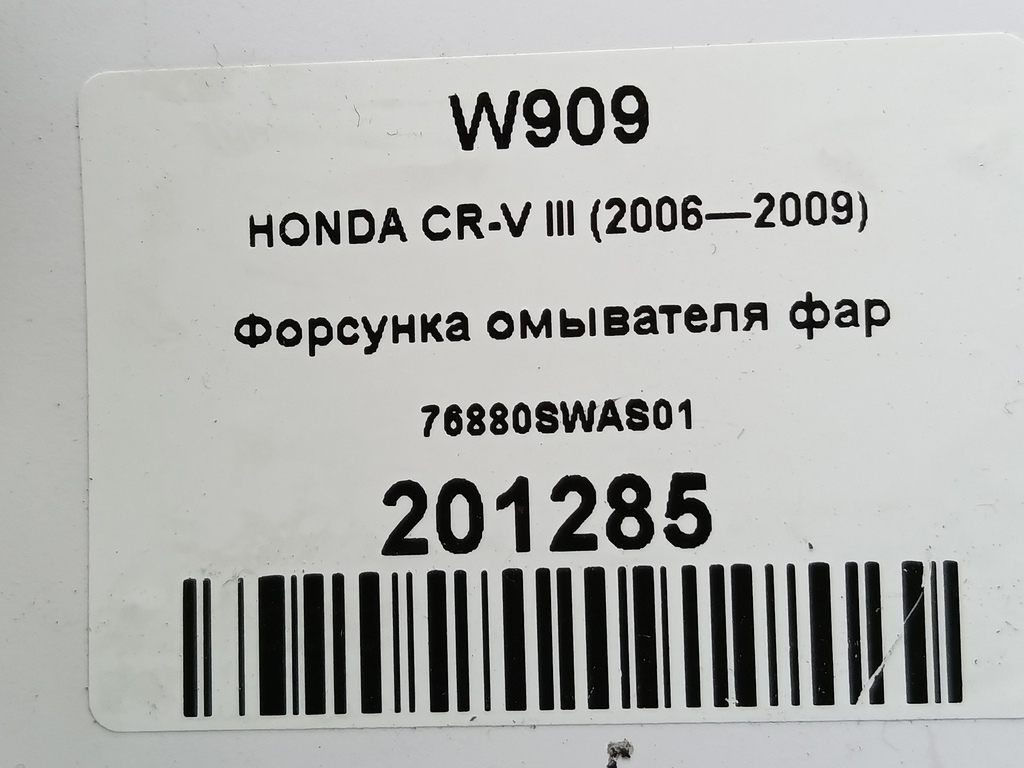 W909
HONDA CR-V III (2006—2009)
Форсунка омывателя фар
76880SWAS01
201285